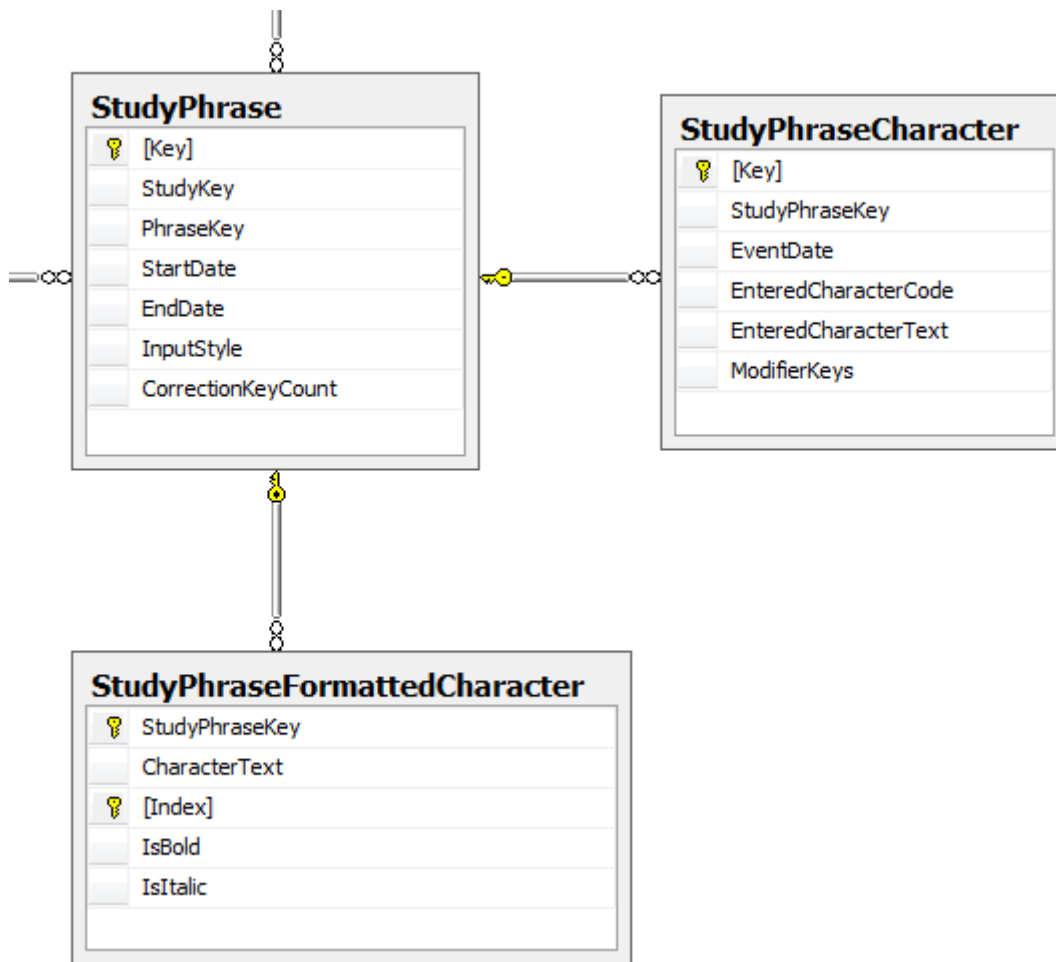 StudyPhrase
[Key]
StudyKey
PhraseKey
StartDate
EndDate
InputStyle
CorrectionKeyCount
StudyPhraseCharacter
[Key]
StudyPhraseKey
EventDate
EnteredCharacterCode
EnteredCharacterText
ModifierKeys
StudyPhraseFormattedCharacter
StudyPhraseKey
CharacterText
[Index]
IsBold
IsItalic